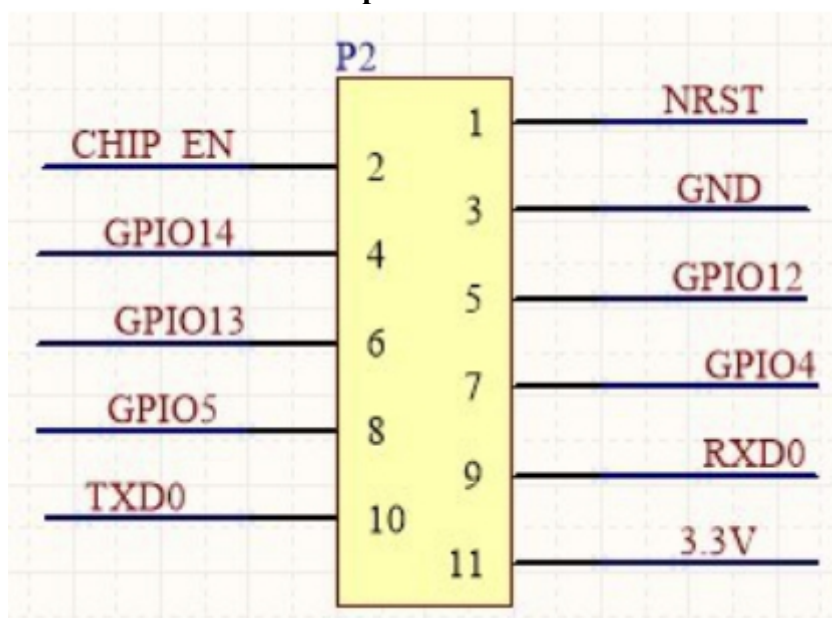 P2
1 NRST
CHIP EN 2
3 GND
GPIO14 4
5 GPIO12
GPIO13 6
7 GPIO4
GPIO5 8
9 RXD0
TXD0 10
11 3.3V